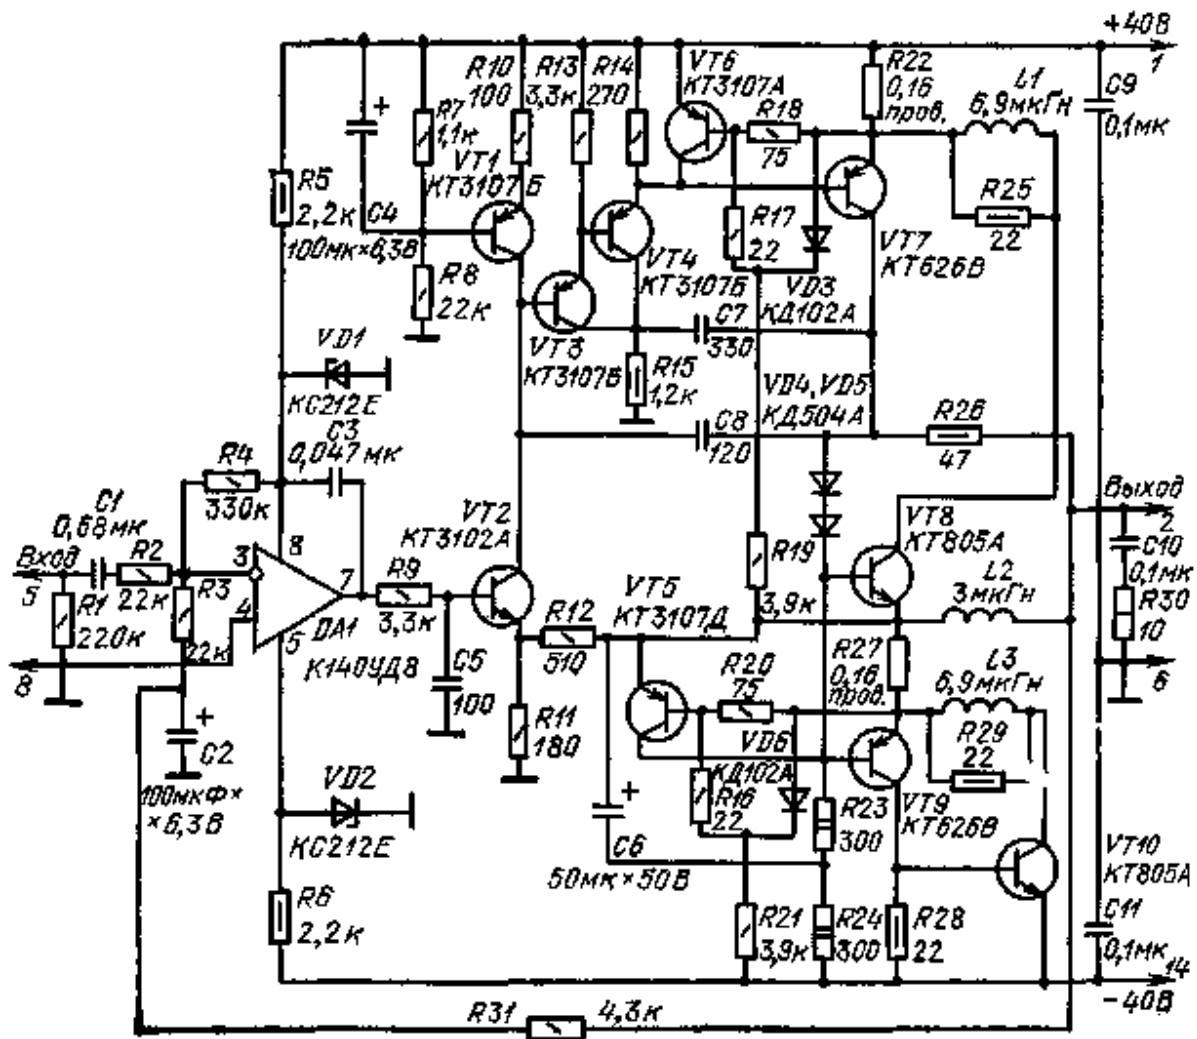 +40В
1
R10
100
R13
3,3к
R14
270
VT6
КТ3107А
R22
0,16
пров.
L1
6,9мкГн
C9
0,1мк
+
R7
1,1к
R18
75
VT1
КТ3107Б
R5
2,2к
C4
100мк×6,3В
R25
22
R17
22
VT7
КТ626В
VT4
КТ3107Б
R8
22к
VD3
КД102А
C7
330
VT3
КТ3107Б
VD1
КС212Е
R15
1,2к
VD4, VD5
КД504А
C3
0,047 мк
C8
120
R26
47
R4
330к
C1
0,68мк
VT2
КТ3102А
Выход
2
VT8
КТ805А
C10
0,1мк
Вход
5
R2
22к
3
8
R3
22к
4
7
R9
3,3к
R19
3,9к
L2
3мкГн
R30
10
R1
220к
DA1
5
К140УД8
R12
510
VT5
КТ3107Д
R27
0,16
пров.
L3
6,9мкГн
8
6
C5
100
R20
75
+
C2
100мкФ×
×6,3В
R11
180
VD6
КД102А
R29
22
VD2
КС212Е
R16
22
+
R23
300
VT9
КТ626В
C6
50мк×50В
VT10
КТ805А
R6
2,2к
R21
3,9к
R24
300
R28
22
C11
0,1мк
14
-40В
R31
4,3к